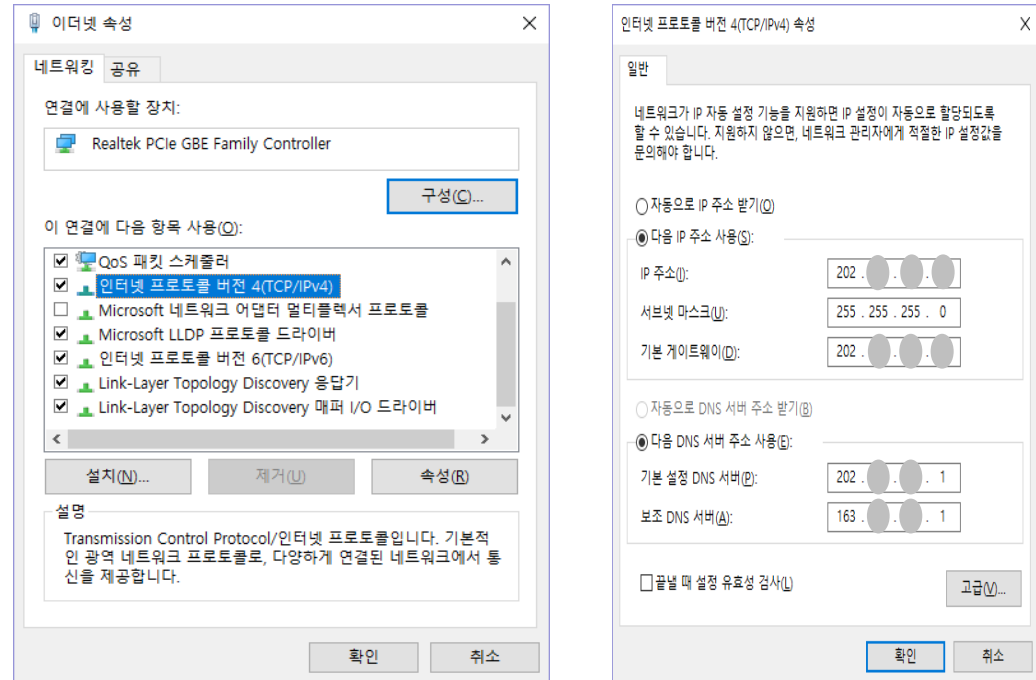 이더넷 속성
네트워킹
공유
연결에 사용할 장치:
Realtek PCIe GBE Family Controller
구성(C)...
이 연결에 다음 항목 사용(O):
QoS 패킷 스케줄러
인터넷 프로토콜 버전 4(TCP/IPv4)
Microsoft 네트워크 어댑터 멀티플렉서 프로토콜
Microsoft LLDP 프로토콜 드라이버
인터넷 프로토콜 버전 6(TCP/IPv6)
Link-Layer Topology Discovery 응답기
Link-Layer Topology Discovery 매퍼 I/O 드라이버
설치(N)...
제거(U)
속성(R)
설명
Transmission Control Protocol/인터넷 프로토콜입니다. 기본적
인 광역 네트워크 프로토콜로, 다양하게 연결된 네트워크에서 통
신을 제공합니다.
확인
취소
인터넷 프로토콜 버전 4(TCP/IPv4) 속성
일반
네트워크가 IP 자동 설정 기능을 지원하면 IP 설정이 자동으로 할당되도록
할 수 있습니다. 지원하지 않으면, 네트워크 관리자에게 적절한 IP 설정값을
문의해야 합니다.
자동으로 IP 주소 받기(O)
다음 IP 주소 사용(S):
IP 주소(I): 202 . . .
서브넷 마스크(U): 255 . 255 . 255 . 0
기본 게이트웨이(D): 202 . . .
자동으로 DNS 서버 주소 받기(B)
다음 DNS 서버 주소 사용(E):
기본 설정 DNS 서버(P): 202 . . . 1
보조 DNS 서버(A): 163 . . . 1
끝낼 때 설정 유효성 검사(L)
고급(V)...
확인
취소